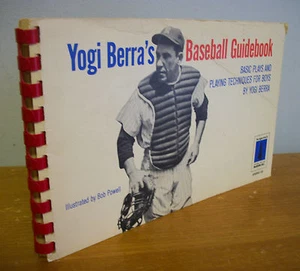 Yogi Berra's Baseball Guidebook
BASIC PLAYS AND
PLAYING TECHNIQUES FOR BOYS
BY YOGI BERRA
Illustrated by Bob Powell